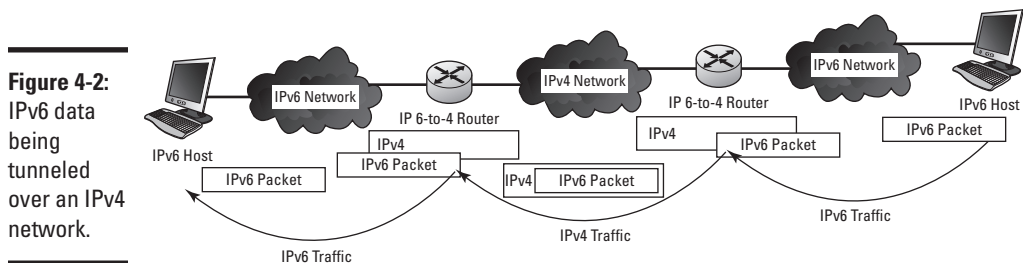 Figure 4-2:
IPv6 data
being
tunneled
over an IPv4
network.
IPv6 Network
IPv4 Network
IPv6 Network
IP 6-to-4 Router
IP 6-to-4 Router
IPv6 Host
IPv6 Host
IPv4
IPv6 Packet
IPv6 Packet
IPv4
IPv6 Packet
IPv4
IPv6 Packet
IPv6 Packet
IPv6 Traffic
IPv4 Traffic
IPv6 Traffic